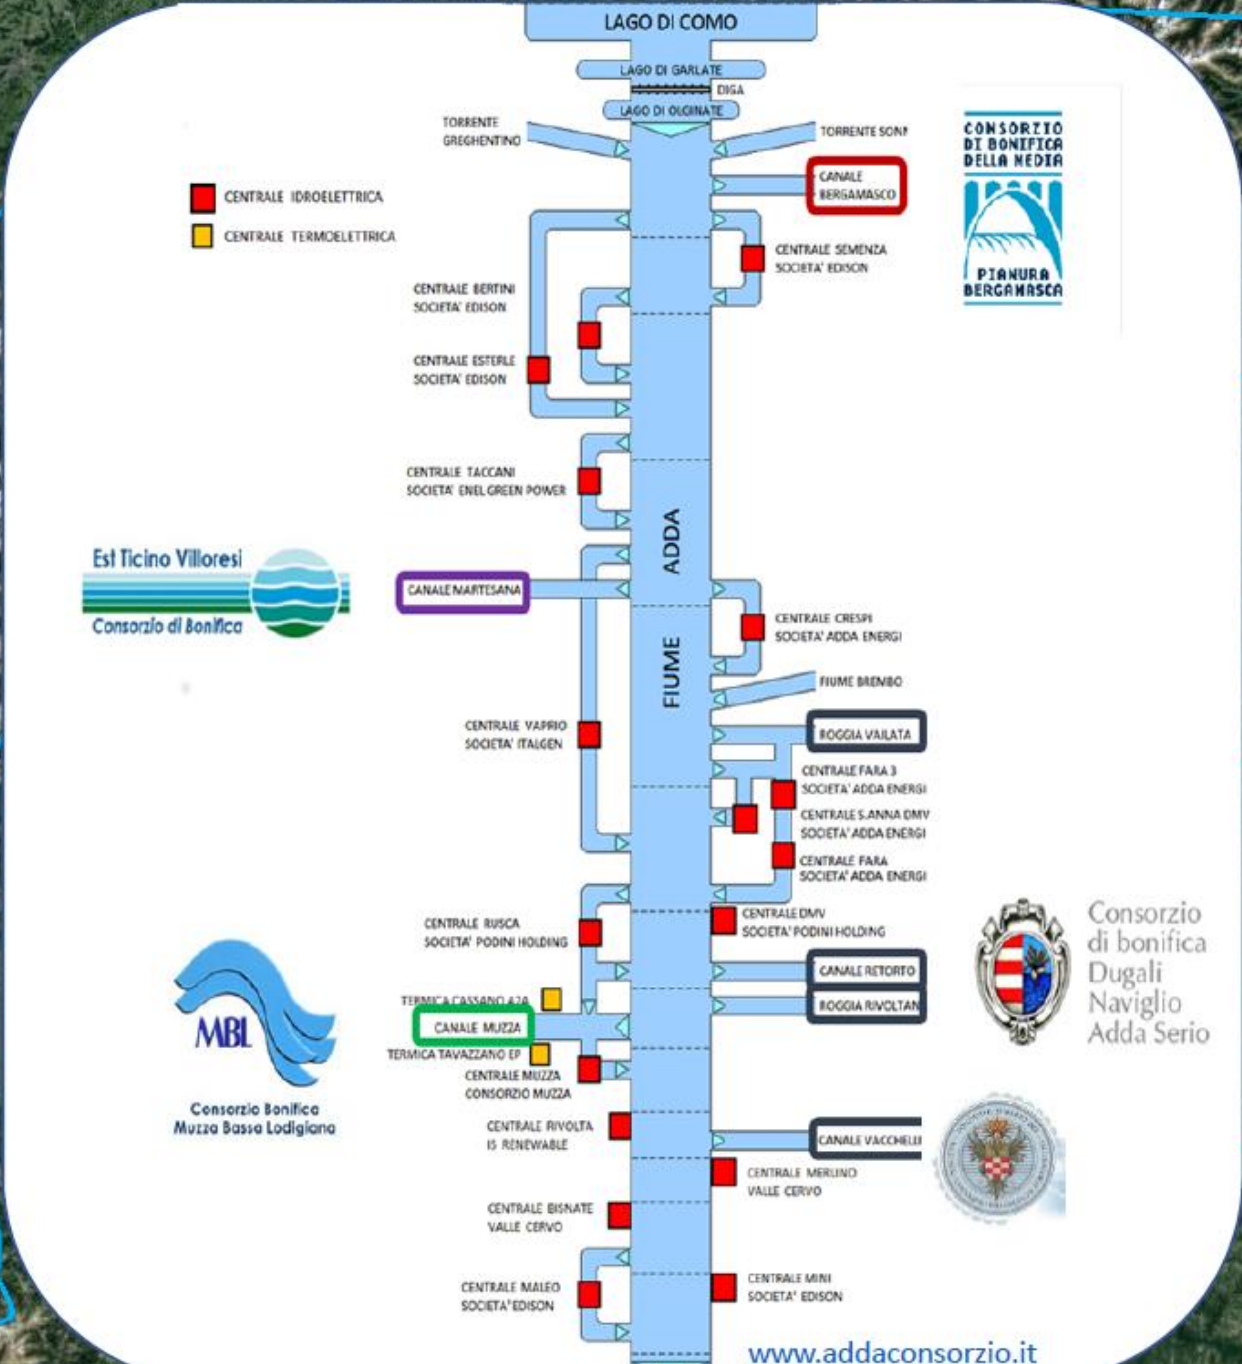 LAGO DI COMO
LAGO DI GARLATE
DIGA
LAGO DI OLGINATE
TORRENTE
GREGHENTINO
TORRENTE SONN
CONSORZIO
DI BONIFICA
DELLA MEDIA
PIANURA
BERGAMASCA
CANALE
BERGAMASCO
CENTRALE IDROELETTRICA
CENTRALE TERMOELETTRICA
CENTRALE SEMENZA
SOCIETA' EDISON
CENTRALE BERTINI
SOCIETA' EDISON
CENTRALE ESTERLE
SOCIETA' EDISON
CENTRALE TACCANI
SOCIETA' ENEL GREEN POWER
FIUME ADDA
Est Ticino Villoresi
Consorzio di Bonifica
CANALE MARTESANA
CENTRALE CRESPI
SOCIETA' ADDA ENERGI
FIUME BREMBO
CENTRALE VAPRIO
SOCIETA' ITALGEN
ROGGIA VAILATA
CENTRALE FARA 3
SOCIETA' ADDA ENERGI
CENTRALE S.ANNA DMV
SOCIETA' ADDA ENERGI
CENTRALE FARA
SOCIETA' ADDA ENERGI
CENTRALE RUSCA
SOCIETA' PODINI HOLDING
CENTRALE DMV
SOCIETA' PODINI HOLDING
CANALE RETORTO
ROGGIA RIVOLTAN
Consorzio
di bonifica
Dugali
Naviglio
Adda Serio
MBL
Consorzio Bonifica
Muzza Bassa Lodigiana
TERMICA CASSANO A2A
CANALE MUZZA
TERMICA TAVAZZANO EP
CENTRALE MUZZA
CONSORZIO MUZZA
CENTRALE RIVOLTA
IS RENEWABLE
CANALE VACCHELLI
CENTRALE MERLINO
VALLE CERVO
CENTRALE BISNATE
VALLE CERVO
CENTRALE MALEO
SOCIETA' EDISON
CENTRALE MINI
SOCIETA' EDISON
www.addaconsorzio.it